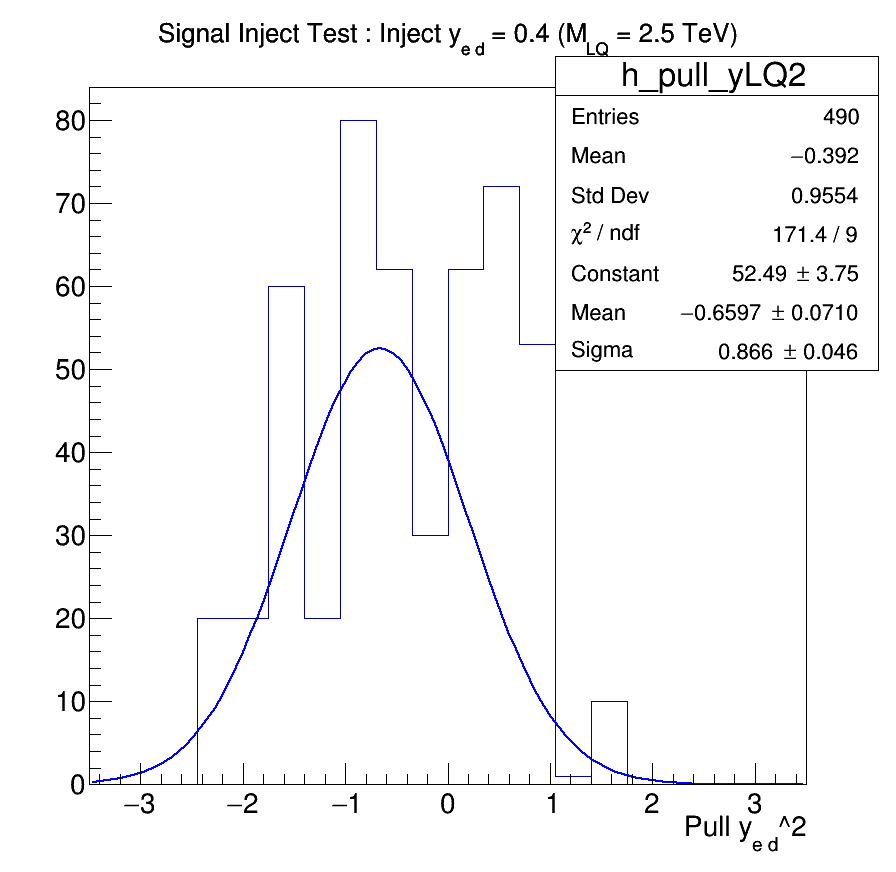 Signal Inject Test : Inject y_{e d} = 0.4 (M_{LQ} = 2.5 TeV)
h_pull_yLQ2
Entries 490
Mean −0.392
Std Dev 0.9554
χ² / ndf 171.4 / 9
Constant 52.49 ± 3.75
Mean −0.6597 ± 0.0710
Sigma 0.866 ± 0.046
80
70
60
50
40
30
20
10
0
−3 −2 −1 0 1 2 3
Pull y_{e d}^2